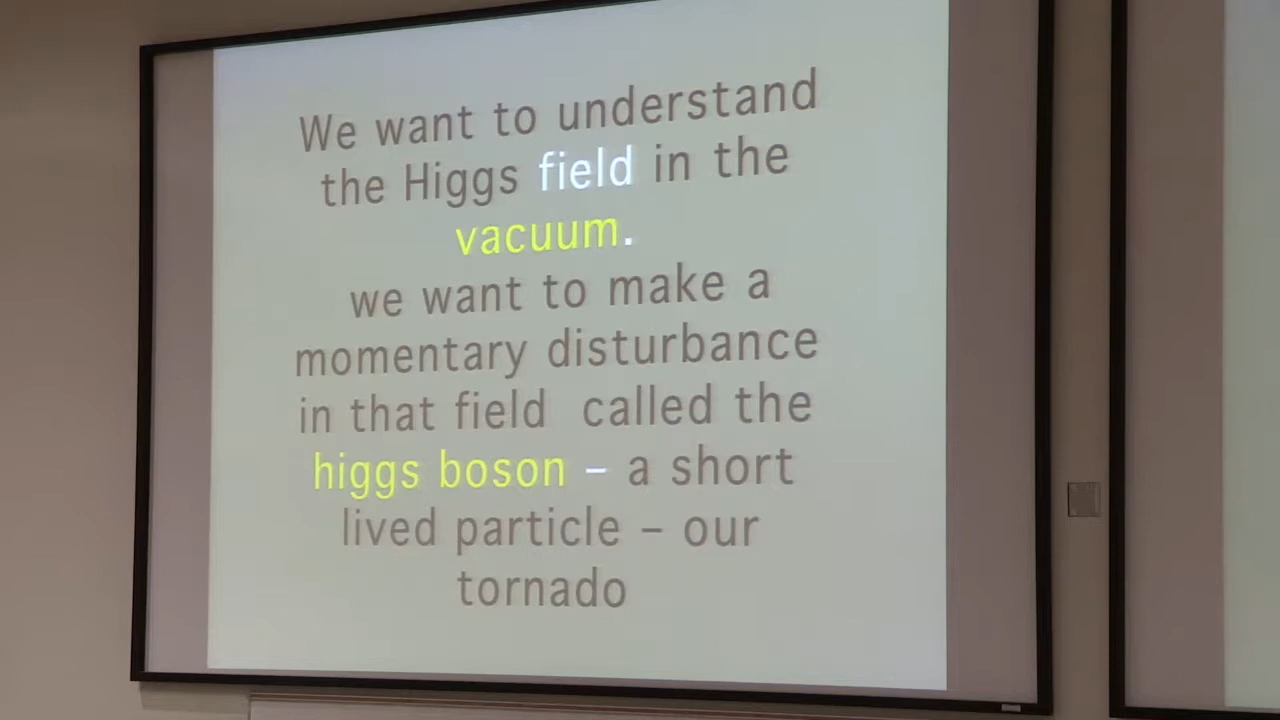 We want to understand
the Higgs field in the
vacuum.
we want to make a
momentary disturbance
in that field called the
higgs boson – a short
lived particle – our
tornado